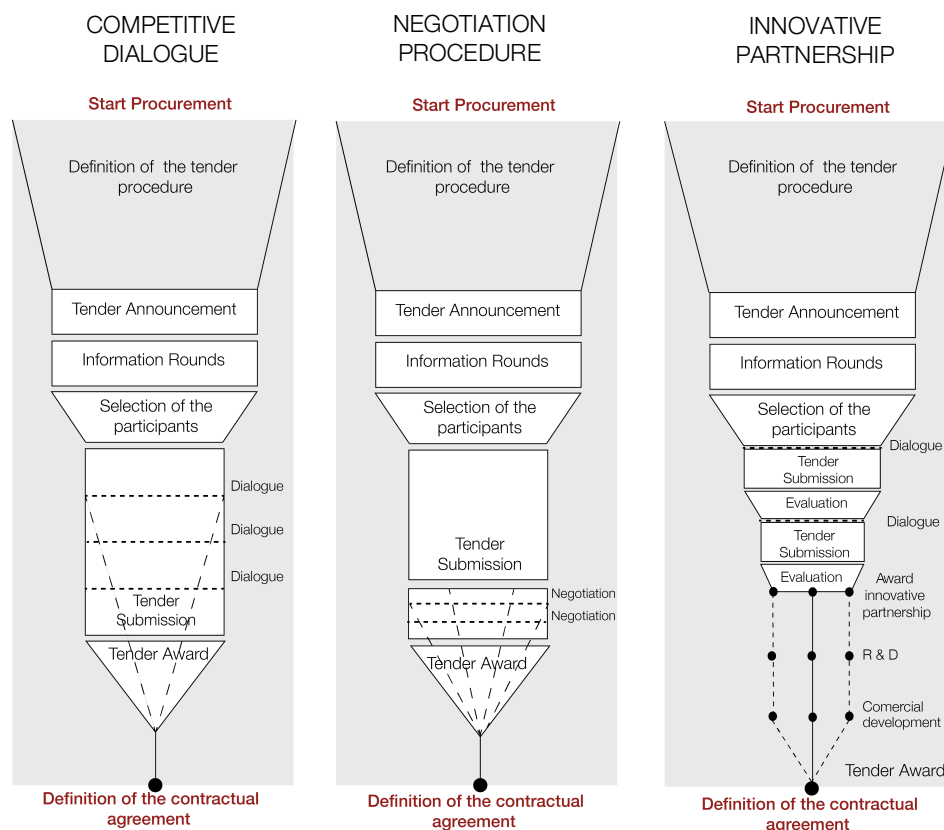 COMPETITIVE
DIALOGUE
Start Procurement
Definition of the tender
procedure
Tender Announcement
Information Rounds
Selection of the
participants
Dialogue
Dialogue
Dialogue
Tender
Submission
Tender Award
Definition of the contractual
agreement
NEGOTIATION
PROCEDURE
Start Procurement
Definition of the tender
procedure
Tender Announcement
Information Rounds
Selection of the
participants
Tender
Submission
Negotiation
Negotiation
Tender Award
Definition of the contractual
agreement
INNOVATIVE
PARTNERSHIP
Start Procurement
Definition of the tender
procedure
Tender Announcement
Information Rounds
Selection of the
participants
Dialogue
Tender
Submission
Evaluation
Dialogue
Tender
Submission
Evaluation
Award
innovative
partnership
R & D
Comercial
development
Tender Award
Definition of the contractual
agreement